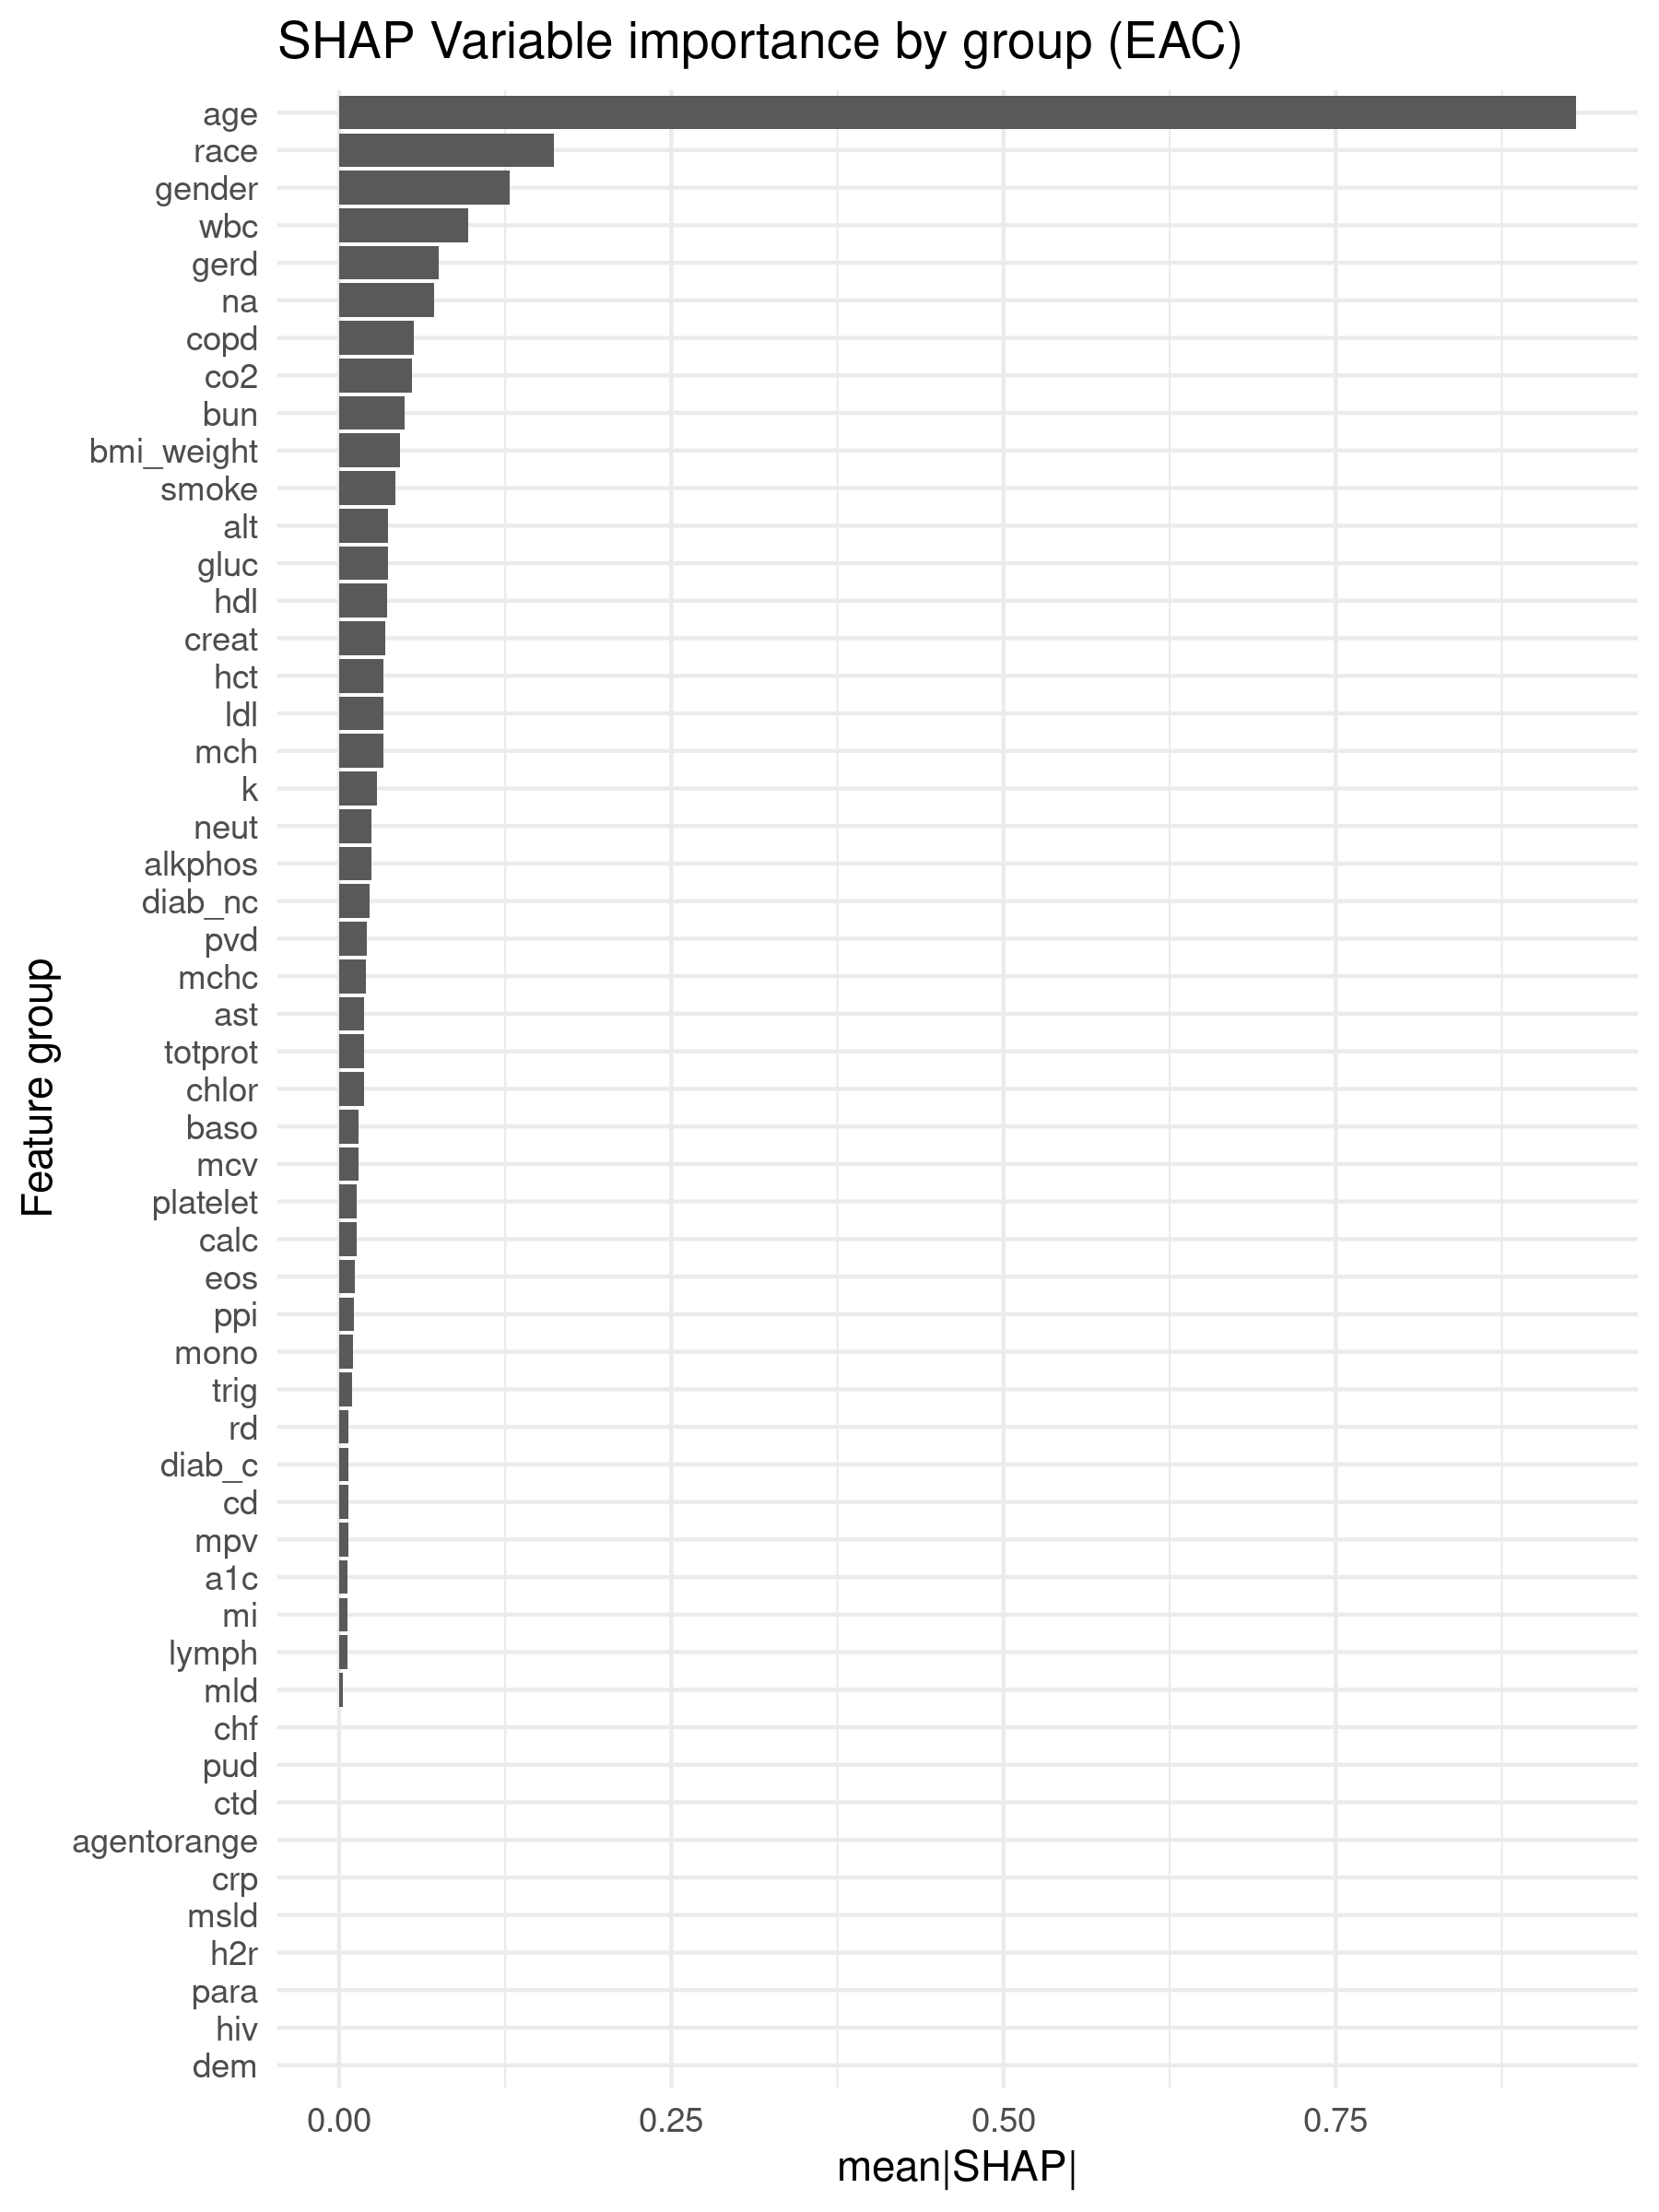 SHAP Variable importance by group (EAC)
age
race
gender
wbc
gerd
na
copd
co2
bun
bmi_weight
smoke
alt
gluc
hdl
creat
hct
ldl
mch
k
neut
alkphos
diab_nc
pvd
mchc
ast
totprot
chlor
baso
mcv
platelet
calc
eos
ppi
mono
trig
rd
diab_c
cd
mpv
a1c
mi
lymph
mld
chf
pud
ctd
agentorange
crp
msld
h2r
para
hiv
dem
Feature group
0.00 0.25 0.50 0.75
mean|SHAP|